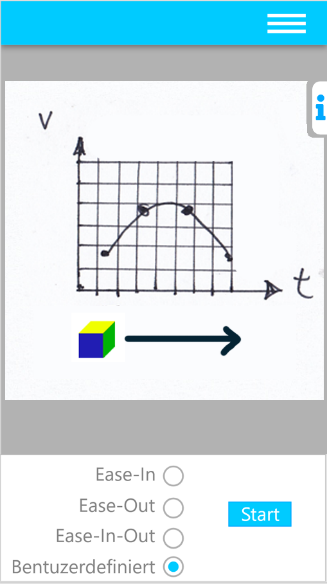 i
V
t
Ease-In
Ease-Out
Start
Ease-In-Out
Bentuzerdefiniert